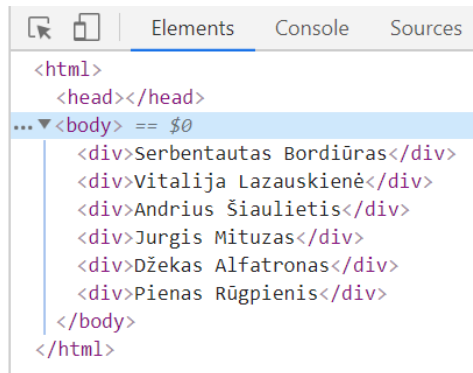 Elements Console Sources
<html>
<head></head>
... ▼<body> == $0
<div>Serbentautas Bordiūras</div>
<div>Vitalija Lazauskienė</div>
<div>Andrius Šiaulietis</div>
<div>Jurgis Mituzas</div>
<div>Džekas Alfatronas</div>
<div>Pienas Rūgpienis</div>
</body>
</html>